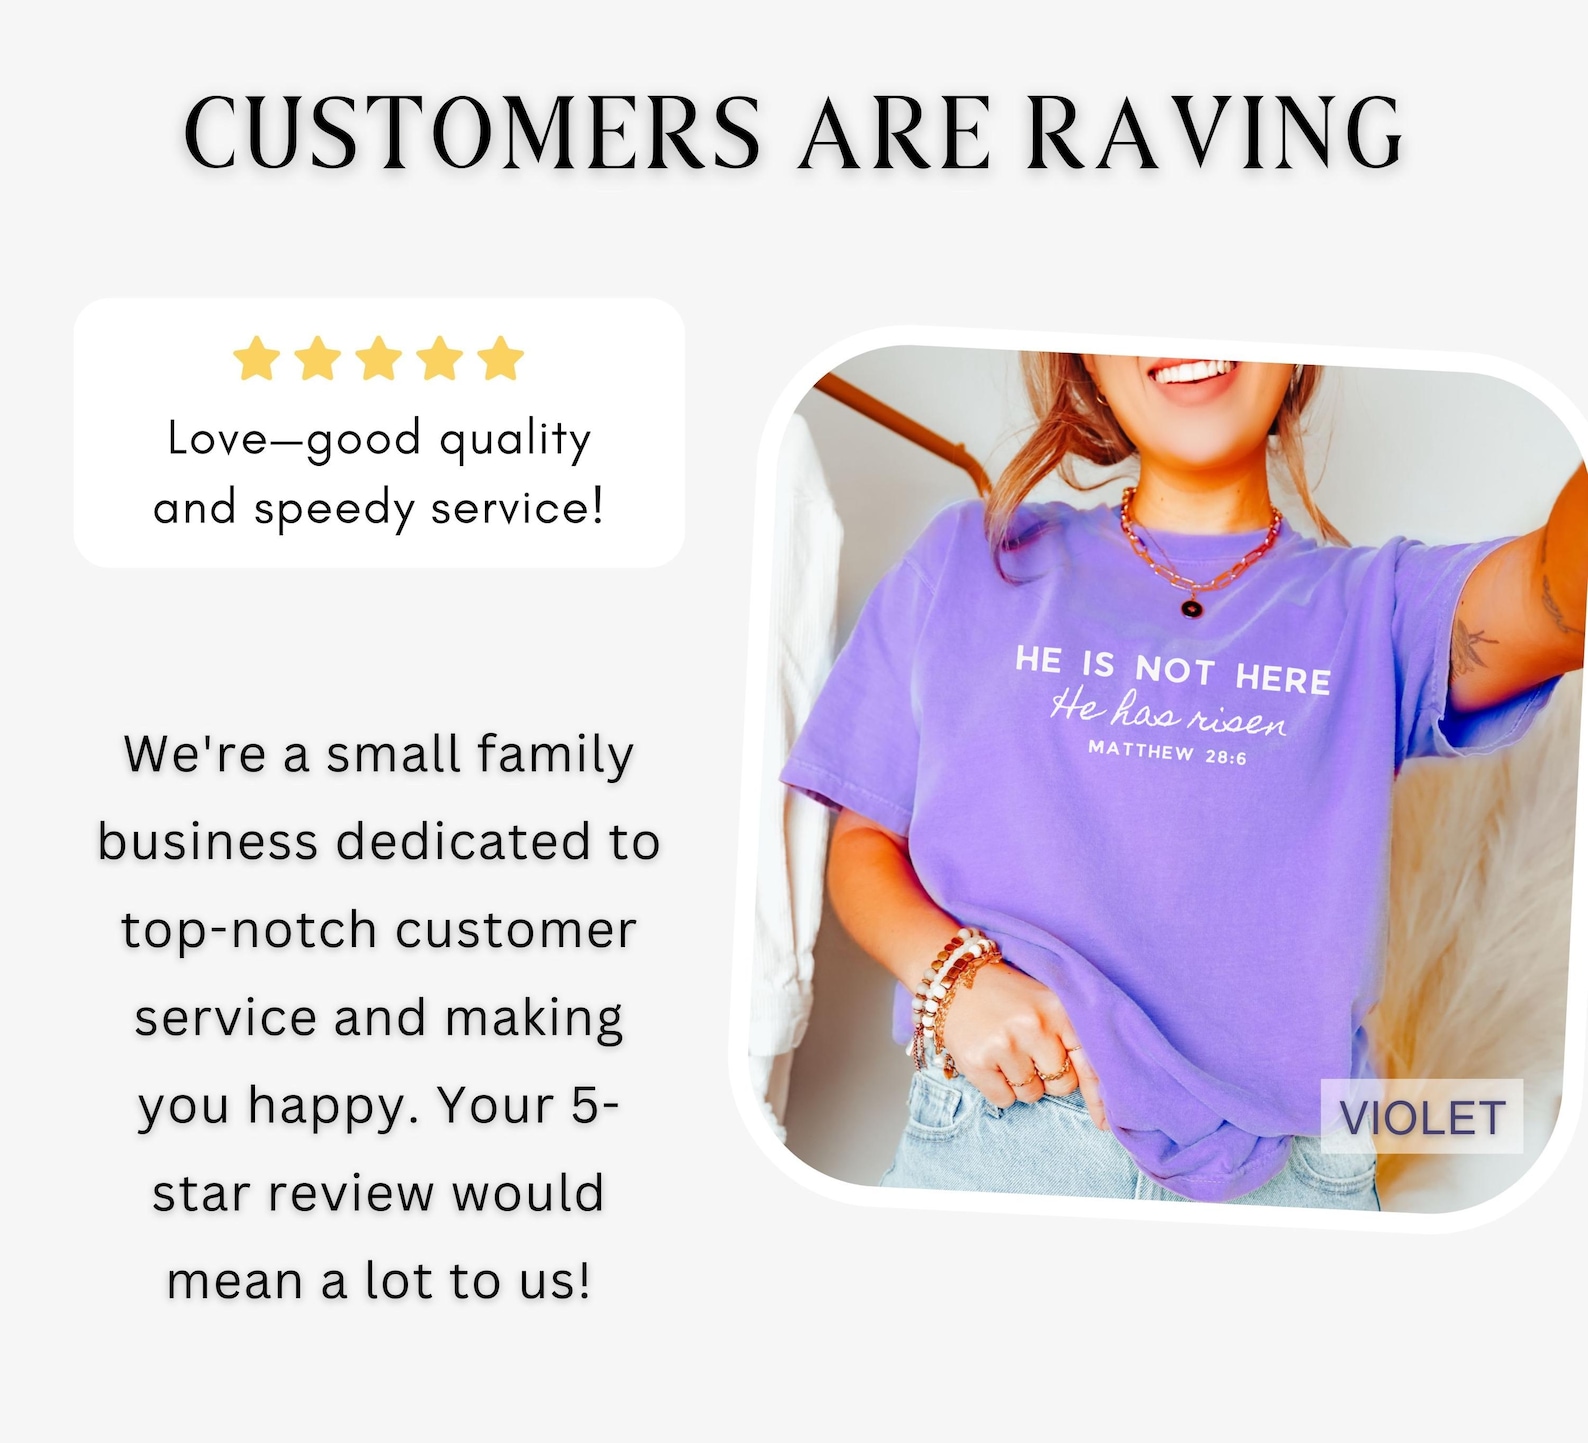 CUSTOMERS ARE RAVING
Love—good quality
and speedy service!
We're a small family
business dedicated to
top-notch customer
service and making
you happy. Your 5-
star review would
mean a lot to us!
HE IS NOT HERE
He has risen
MATTHEW 28:6
VIOLET